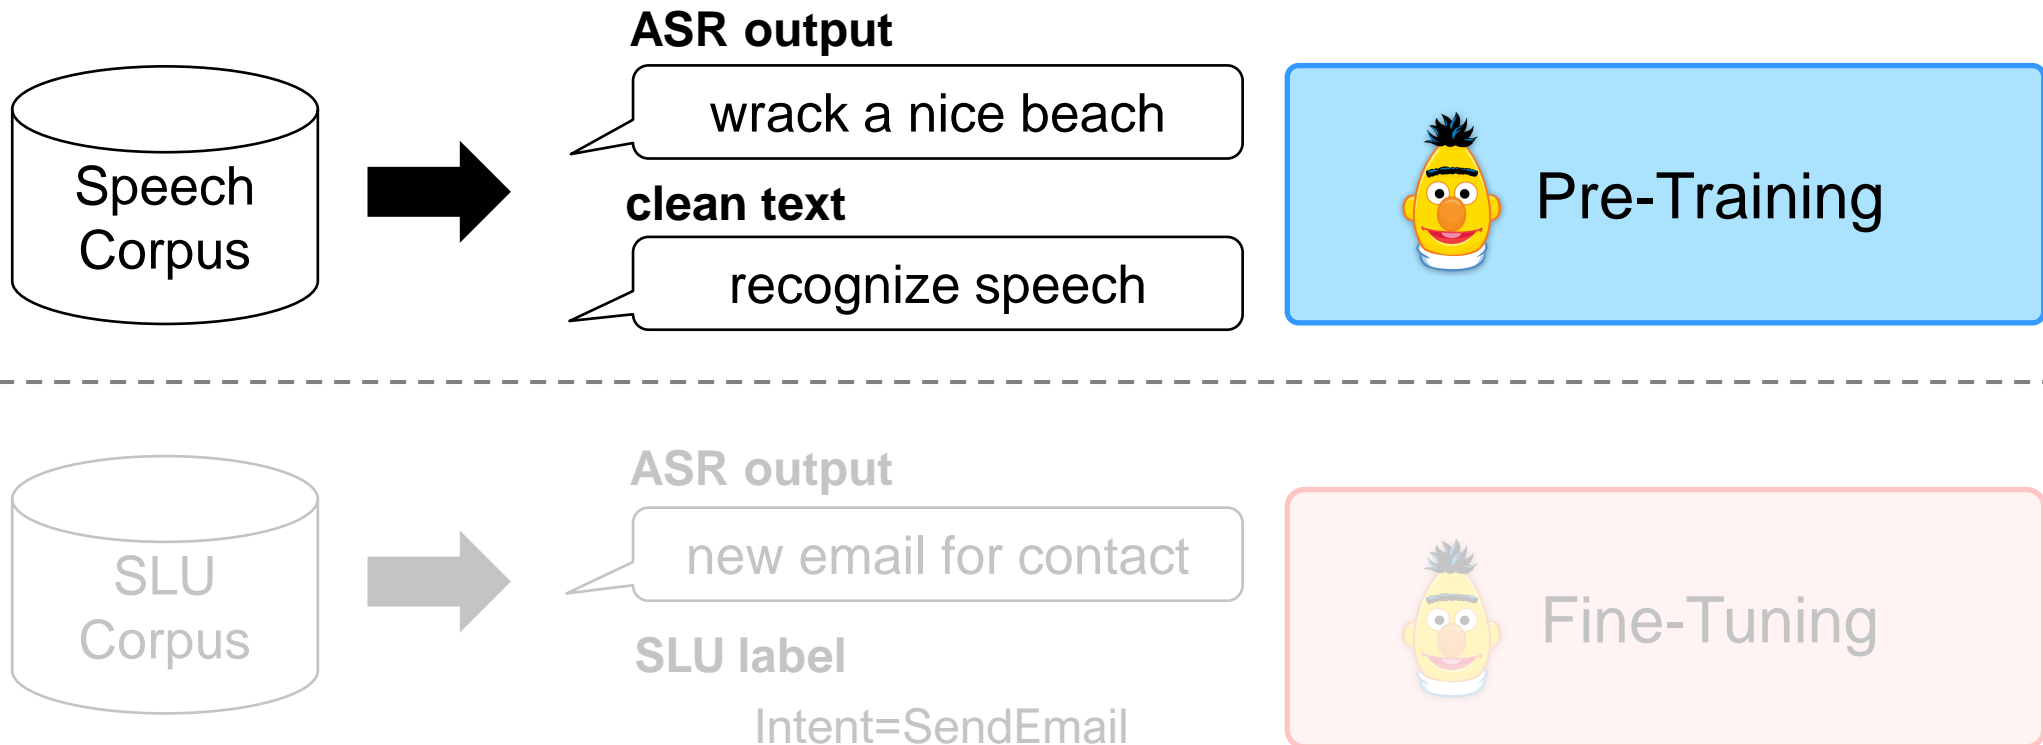 ASR output
wrack a nice beach
Speech
Corpus
clean text
recognize speech
Pre-Training
ASR output
new email for contact
SLU
Corpus
SLU label
Intent=SendEmail
Fine-Tuning